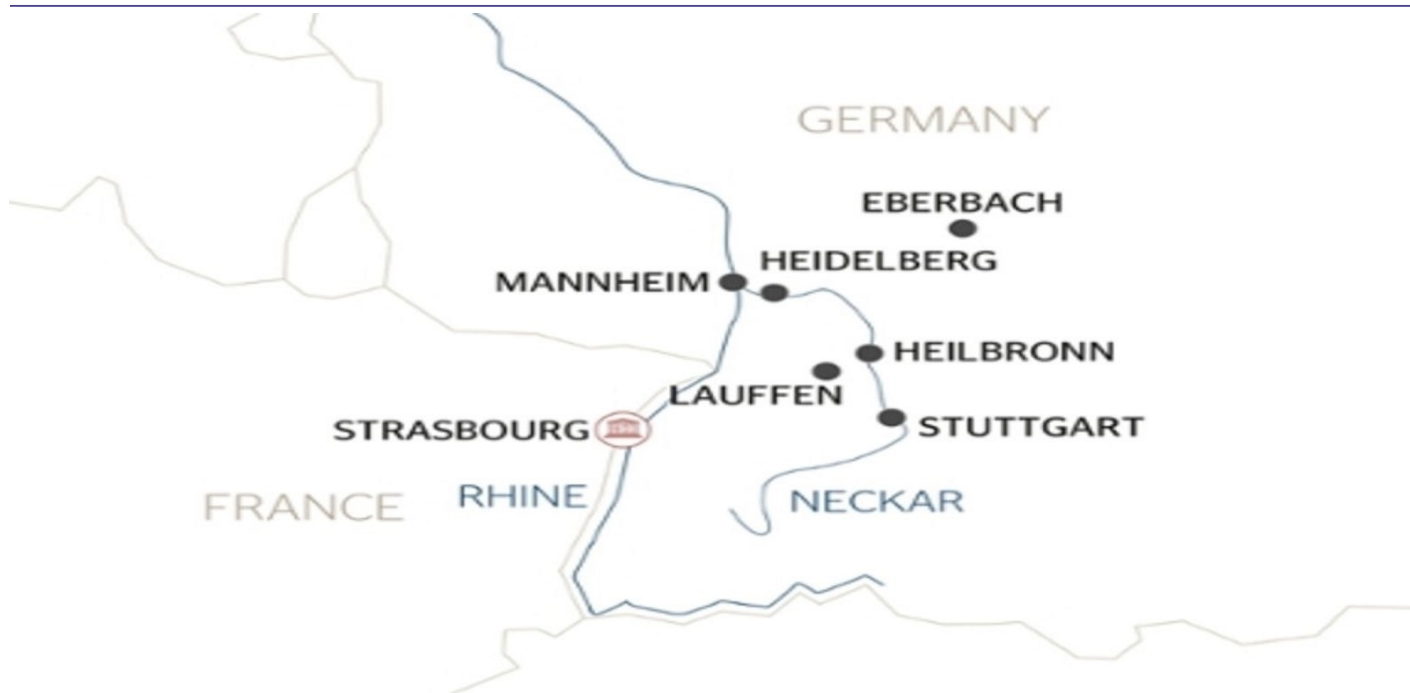 GERMANY
EBERBACH
HEIDELBERG
MANNHEIM
HEILBRONN
LAUFFEN
STRASBOURG
STUTTGART
FRANCE
RHINE
NECKAR